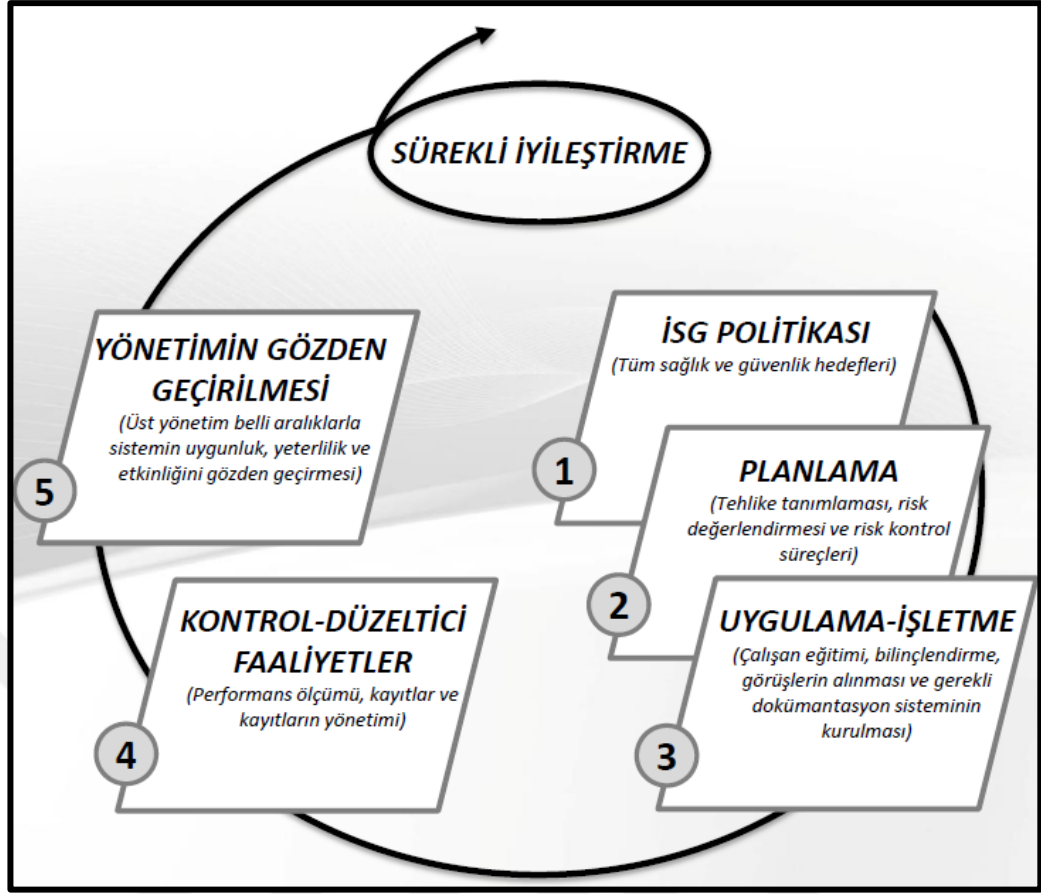 SÜREKLİ İYİLEŞTİRME
İSG POLİTİKASI
(Tüm sağlık ve güvenlik hedefleri)
1
PLANLAMA
(Tehlike tanımlaması, risk
değerlendirmesi ve risk kontrol
süreçleri)
2
UYGULAMA-İŞLETME
(Çalışan eğitimi, bilinçlendirme,
görüşlerin alınması ve gerekli
dokümantasyon sisteminin
kurulması)
3
KONTROL-DÜZELTİCİ
FAALİYETLER
(Performans ölçümü, kayıtlar ve
kayıtların yönetimi)
4
YÖNETİMİN GÖZDEN
GEÇİRİLMESİ
(Üst yönetim belli aralıklarla
sistemin uygunluk, yeterlilik ve
etkinliğini gözden geçirmesi)
5